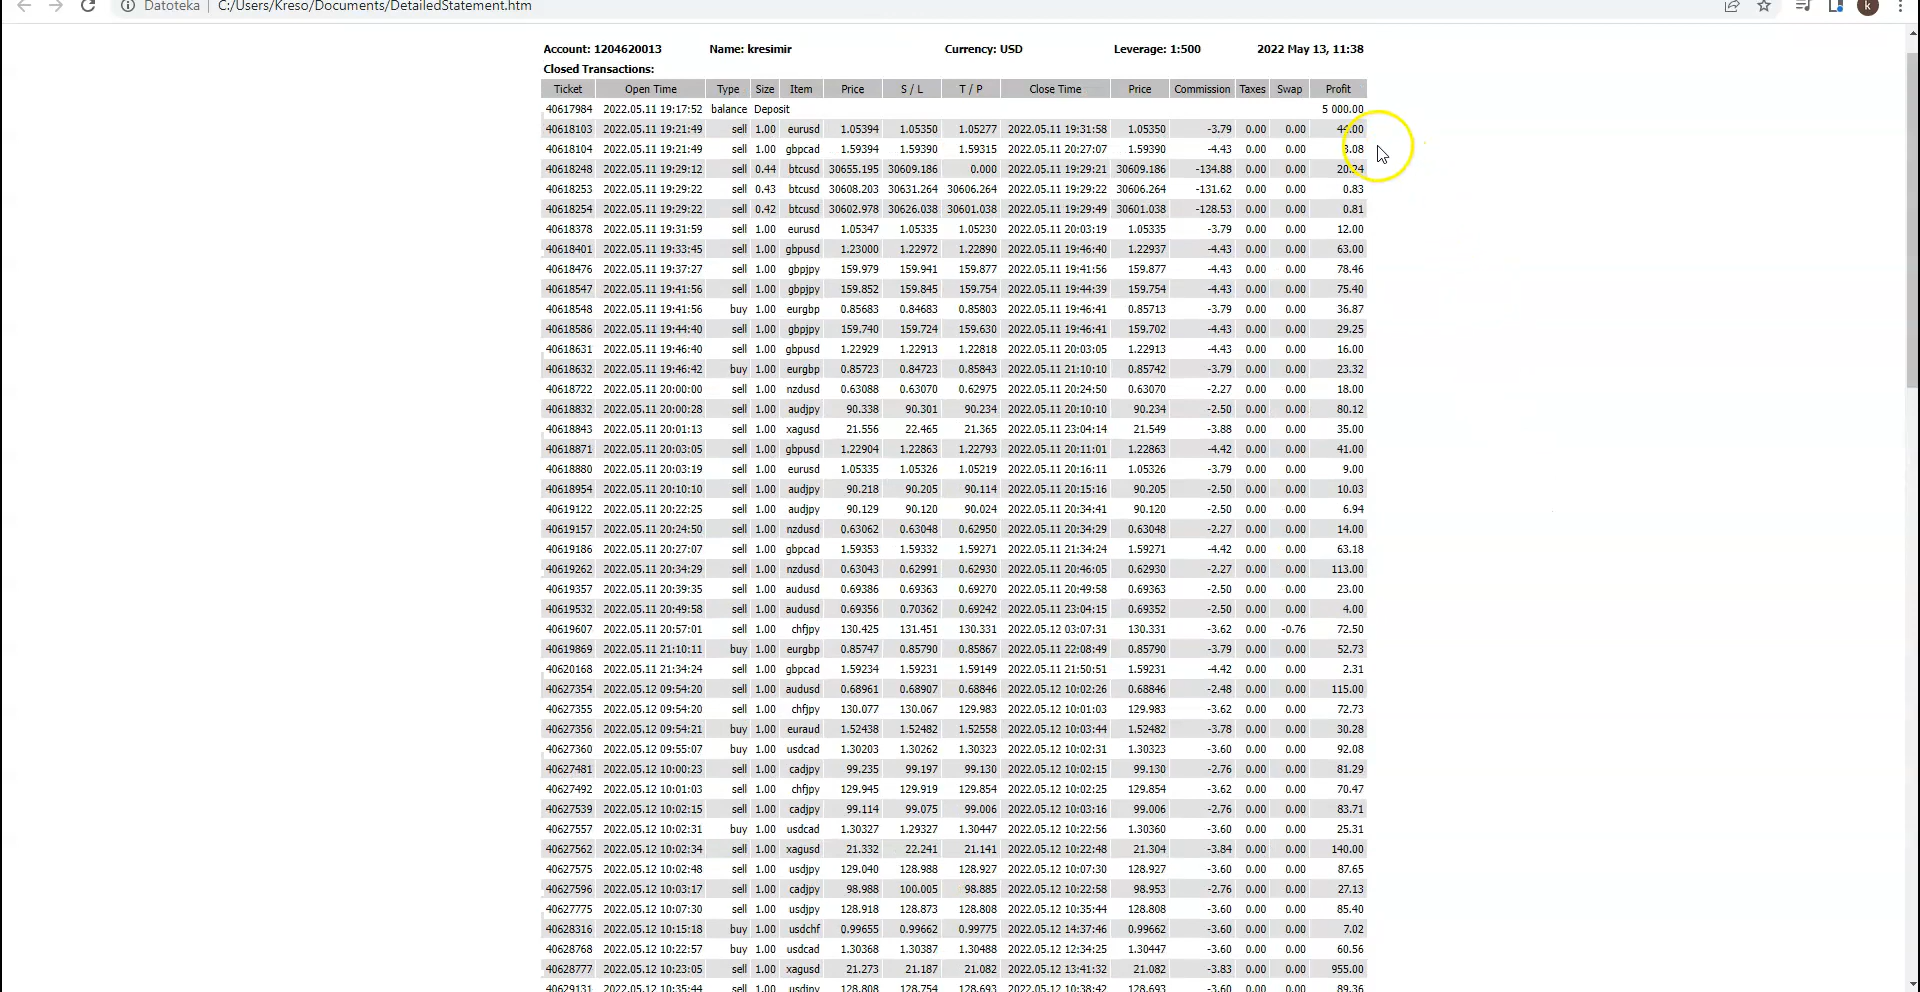 Datoteka | C:/Users/Kreso/Documents/DetailedStatement.htm
k
Account: 1204620013 Name: kresimir Currency: USD Leverage: 1:500 2022 May 13, 11:38
Closed Transactions:
Ticket Open Time Type Size Item Price S / L T / P Close Time Price Commission Taxes Swap Profit
40617984 2022.05.11 19:17:52 balance Deposit 5 000.00
40618103 2022.05.11 19:21:49 sell 1.00 eurusd 1.05394 1.05350 1.05277 2022.05.11 19:31:58 1.05350 -3.79 0.00 0.00 44.00
40618104 2022.05.11 19:21:49 sell 1.00 gbpcad 1.59394 1.59390 1.59315 2022.05.11 20:27:07 1.59390 -4.43 0.00 0.00 3.08
40618248 2022.05.11 19:29:12 sell 0.44 btcusd 30655.195 30609.186 0.000 2022.05.11 19:29:21 30609.186 -134.88 0.00 0.00 20.24
40618253 2022.05.11 19:29:22 sell 0.43 btcusd 30608.203 30631.264 30606.264 2022.05.11 19:29:22 30606.264 -131.62 0.00 0.00 0.83
40618254 2022.05.11 19:29:22 sell 0.42 btcusd 30602.978 30626.038 30601.038 2022.05.11 19:29:49 30601.038 -128.53 0.00 0.00 0.81
40618378 2022.05.11 19:31:59 sell 1.00 eurusd 1.05347 1.05335 1.05230 2022.05.11 20:03:19 1.05335 -3.79 0.00 0.00 12.00
40618401 2022.05.11 19:33:45 sell 1.00 gbpusd 1.23000 1.22972 1.22890 2022.05.11 19:46:40 1.22937 -4.43 0.00 0.00 63.00
40618476 2022.05.11 19:37:27 sell 1.00 gbpjpy 159.979 159.941 159.877 2022.05.11 19:41:56 159.877 -4.43 0.00 0.00 78.46
40618547 2022.05.11 19:41:56 sell 1.00 gbpjpy 159.852 159.845 159.754 2022.05.11 19:44:39 159.754 -4.43 0.00 0.00 75.40
40618548 2022.05.11 19:41:56 buy 1.00 eurgbp 0.85683 0.84683 0.85803 2022.05.11 19:46:41 0.85713 -3.79 0.00 0.00 36.87
40618586 2022.05.11 19:44:40 sell 1.00 gbpjpy 159.740 159.724 159.630 2022.05.11 19:46:41 159.702 -4.43 0.00 0.00 29.25
40618631 2022.05.11 19:46:40 sell 1.00 gbpusd 1.22929 1.22913 1.22818 2022.05.11 20:03:05 1.22913 -4.43 0.00 0.00 16.00
40618632 2022.05.11 19:46:42 buy 1.00 eurgbp 0.85723 0.84723 0.85843 2022.05.11 21:10:10 0.85742 -3.79 0.00 0.00 23.32
40618722 2022.05.11 20:00:00 sell 1.00 nzdusd 0.63088 0.63070 0.62975 2022.05.11 20:24:50 0.63070 -2.27 0.00 0.00 18.00
40618832 2022.05.11 20:00:28 sell 1.00 audjpy 90.338 90.301 90.234 2022.05.11 20:10:10 90.234 -2.50 0.00 0.00 80.12
40618843 2022.05.11 20:01:13 sell 1.00 xagusd 21.556 22.465 21.365 2022.05.11 23:04:14 21.549 -3.88 0.00 0.00 35.00
40618871 2022.05.11 20:03:05 sell 1.00 gbpusd 1.22904 1.22863 1.22793 2022.05.11 20:11:01 1.22863 -4.42 0.00 0.00 41.00
40618880 2022.05.11 20:03:19 sell 1.00 eurusd 1.05335 1.05326 1.05219 2022.05.11 20:16:11 1.05326 -3.79 0.00 0.00 9.00
40618954 2022.05.11 20:10:10 sell 1.00 audjpy 90.218 90.205 90.114 2022.05.11 20:15:16 90.205 -2.50 0.00 0.00 10.03
40619122 2022.05.11 20:22:25 sell 1.00 audjpy 90.129 90.120 90.024 2022.05.11 20:34:41 90.120 -2.50 0.00 0.00 6.94
40619157 2022.05.11 20:24:50 sell 1.00 nzdusd 0.63062 0.63048 0.62950 2022.05.11 20:34:29 0.63048 -2.27 0.00 0.00 14.00
40619186 2022.05.11 20:27:07 sell 1.00 gbpcad 1.59353 1.59332 1.59271 2022.05.11 21:34:24 1.59271 -4.42 0.00 0.00 63.18
40619262 2022.05.11 20:34:29 sell 1.00 nzdusd 0.63043 0.62991 0.62930 2022.05.11 20:46:05 0.62930 -2.27 0.00 0.00 113.00
40619357 2022.05.11 20:39:35 sell 1.00 audusd 0.69386 0.69363 0.69270 2022.05.11 20:49:58 0.69363 -2.50 0.00 0.00 23.00
40619532 2022.05.11 20:49:58 sell 1.00 audusd 0.69356 0.70362 0.69242 2022.05.11 23:04:15 0.69352 -2.50 0.00 0.00 4.00
40619607 2022.05.11 20:57:01 sell 1.00 chfjpy 130.425 131.451 130.331 2022.05.12 03:07:31 130.331 -3.62 0.00 -0.76 72.50
40619869 2022.05.11 21:10:11 buy 1.00 eurgbp 0.85747 0.85790 0.85867 2022.05.11 22:08:49 0.85790 -3.79 0.00 0.00 52.73
40620168 2022.05.11 21:34:24 sell 1.00 gbpcad 1.59234 1.59231 1.59149 2022.05.11 21:50:51 1.59231 -4.42 0.00 0.00 2.31
40627354 2022.05.12 09:54:20 sell 1.00 audusd 0.68961 0.68907 0.68846 2022.05.12 10:02:26 0.68846 -2.48 0.00 0.00 115.00
40627355 2022.05.12 09:54:20 sell 1.00 chfjpy 130.077 130.067 129.983 2022.05.12 10:01:03 129.983 -3.62 0.00 0.00 72.73
40627356 2022.05.12 09:54:21 buy 1.00 euraud 1.52438 1.52482 1.52558 2022.05.12 10:03:44 1.52482 -3.78 0.00 0.00 30.28
40627360 2022.05.12 09:55:07 buy 1.00 usdcad 1.30203 1.30262 1.30323 2022.05.12 10:02:31 1.30323 -3.60 0.00 0.00 92.08
40627481 2022.05.12 10:00:23 sell 1.00 cadjpy 99.235 99.197 99.130 2022.05.12 10:02:15 99.130 -2.76 0.00 0.00 81.29
40627492 2022.05.12 10:01:03 sell 1.00 chfjpy 129.945 129.919 129.854 2022.05.12 10:02:25 129.854 -3.62 0.00 0.00 70.47
40627539 2022.05.12 10:02:15 sell 1.00 cadjpy 99.114 99.075 99.006 2022.05.12 10:03:16 99.006 -2.76 0.00 0.00 83.71
40627557 2022.05.12 10:02:31 buy 1.00 usdcad 1.30327 1.29327 1.30447 2022.05.12 10:22:56 1.30360 -3.60 0.00 0.00 25.31
40627562 2022.05.12 10:02:34 sell 1.00 xagusd 21.332 22.241 21.141 2022.05.12 10:22:48 21.304 -3.84 0.00 0.00 140.00
40627575 2022.05.12 10:02:48 sell 1.00 usdjpy 129.040 128.988 128.927 2022.05.12 10:07:30 128.927 -3.60 0.00 0.00 87.65
40627596 2022.05.12 10:03:17 sell 1.00 cadjpy 98.988 100.005 98.885 2022.05.12 10:22:58 98.953 -2.76 0.00 0.00 27.13
40627775 2022.05.12 10:07:30 sell 1.00 usdjpy 128.918 128.873 128.808 2022.05.12 10:35:44 128.808 -3.60 0.00 0.00 85.40
40628316 2022.05.12 10:15:18 buy 1.00 usdchf 0.99655 0.99662 0.99775 2022.05.12 14:37:46 0.99662 -3.60 0.00 0.00 7.02
40628768 2022.05.12 10:22:57 buy 1.00 usdcad 1.30368 1.30387 1.30488 2022.05.12 12:34:25 1.30447 -3.60 0.00 0.00 60.56
40628777 2022.05.12 10:23:05 sell 1.00 xagusd 21.273 21.187 21.082 2022.05.12 13:41:32 21.082 -3.83 0.00 0.00 955.00
40629131 2022.05.12 10:35:44 sell 1.00 usdjpy 128.808 128.754 128.693 2022.05.12 10:38:42 128.693 -3.60 0.00 0.00 89.36